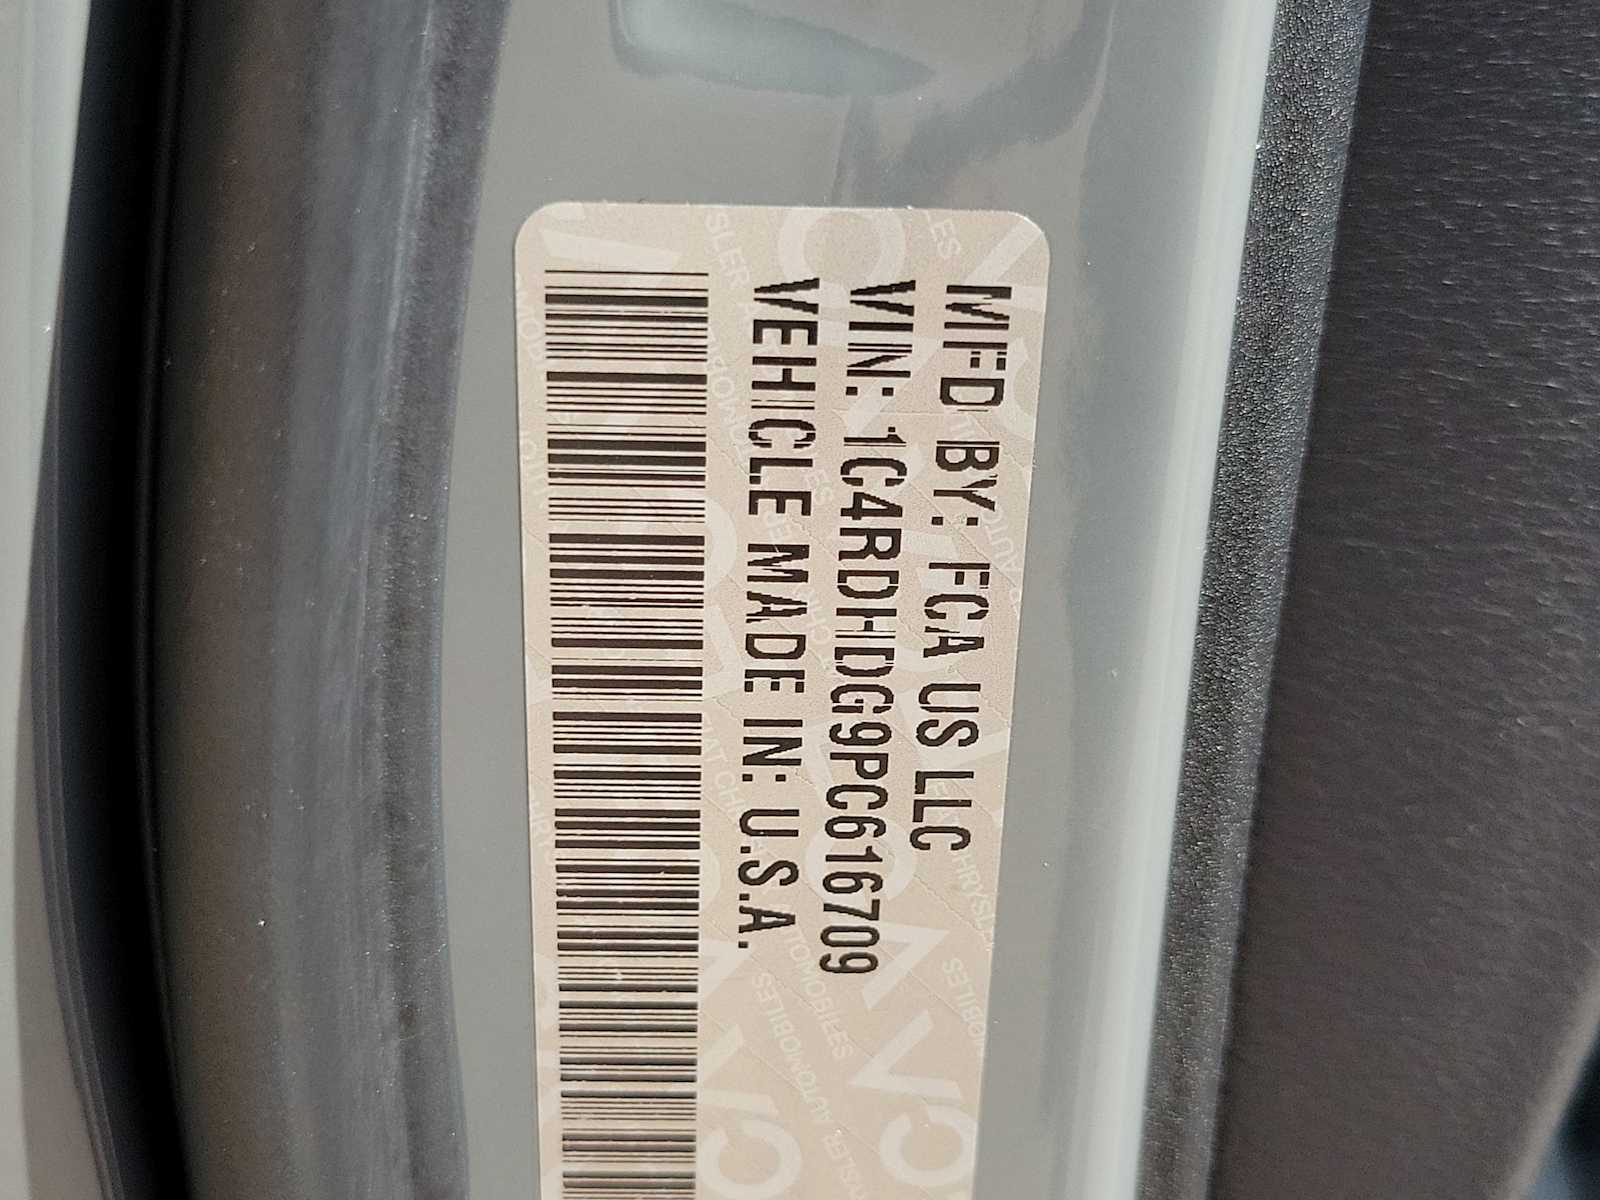 MFD BY: FCA US LLC
VIN: 1C4RDHDG9PC616709
VEHICLE MADE IN: U.S.A.